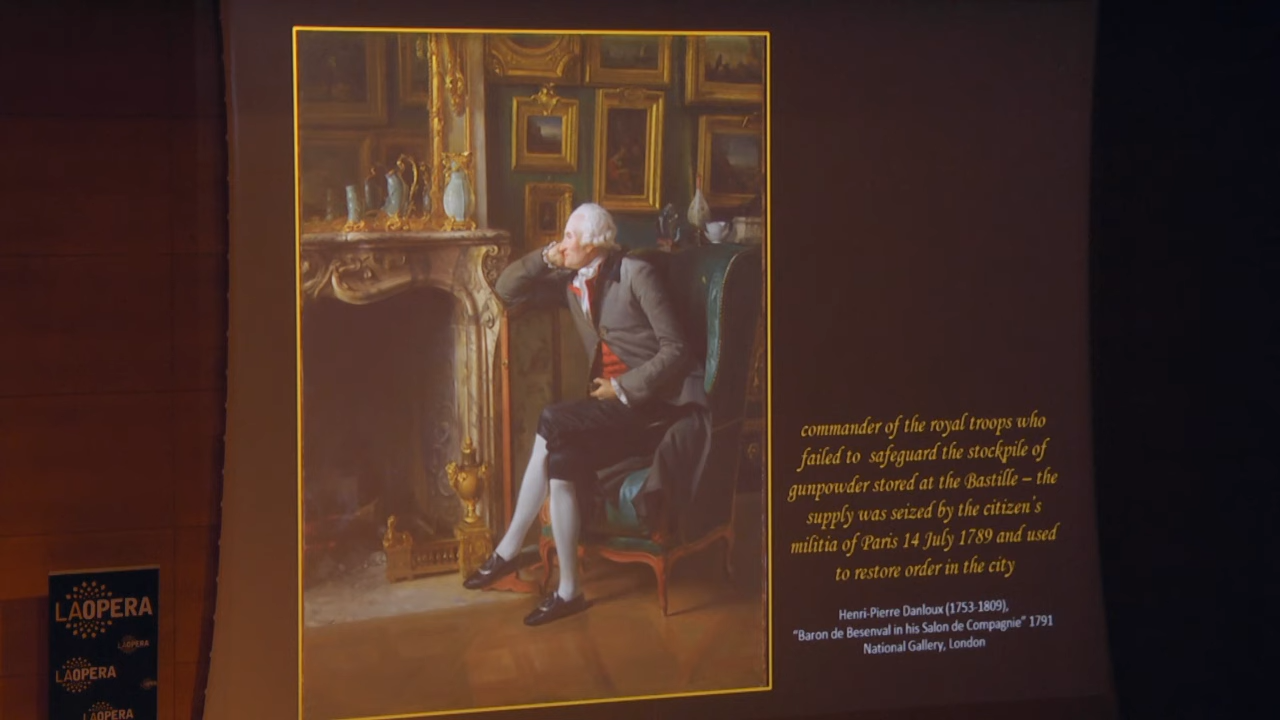 commander of the royal troops who
failed to safeguard the stockpile of
gunpowder stored at the Bastille – the
supply was seized by the citizen's
militia of Paris 14 July 1789 and used
to restore order in the city
Henri-Pierre Danloux (1753-1809),
"Baron de Besenval in his Salon de Compagnie" 1791
National Gallery, London
LAOPERA
LAOPERA
LAOPERA
LAOPERA